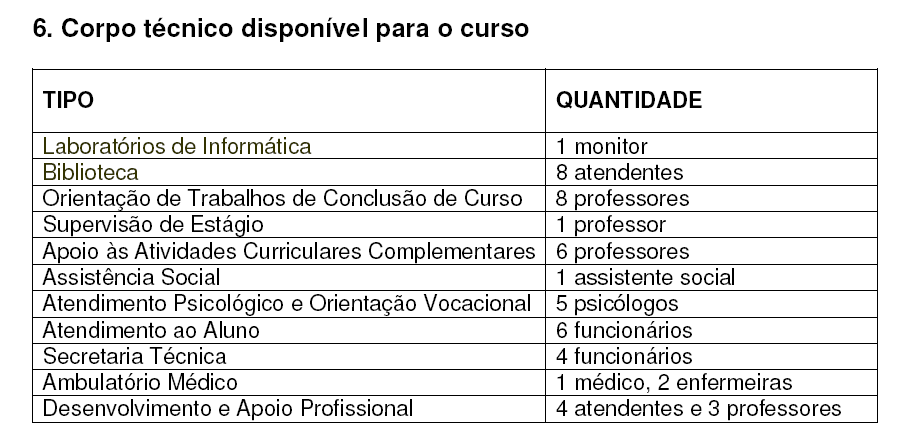 6. Corpo técnico disponível para o curso
TIPO QUANTIDADE
Laboratórios de Informática 1 monitor
Biblioteca 8 atendentes
Orientação de Trabalhos de Conclusão de Curso 8 professores
Supervisão de Estágio 1 professor
Apoio às Atividades Curriculares Complementares 6 professores
Assistência Social 1 assistente social
Atendimento Psicológico e Orientação Vocacional 5 psicólogos
Atendimento ao Aluno 6 funcionários
Secretaria Técnica 4 funcionários
Ambulatório Médico 1 médico, 2 enfermeiras
Desenvolvimento e Apoio Profissional 4 atendentes e 3 professores